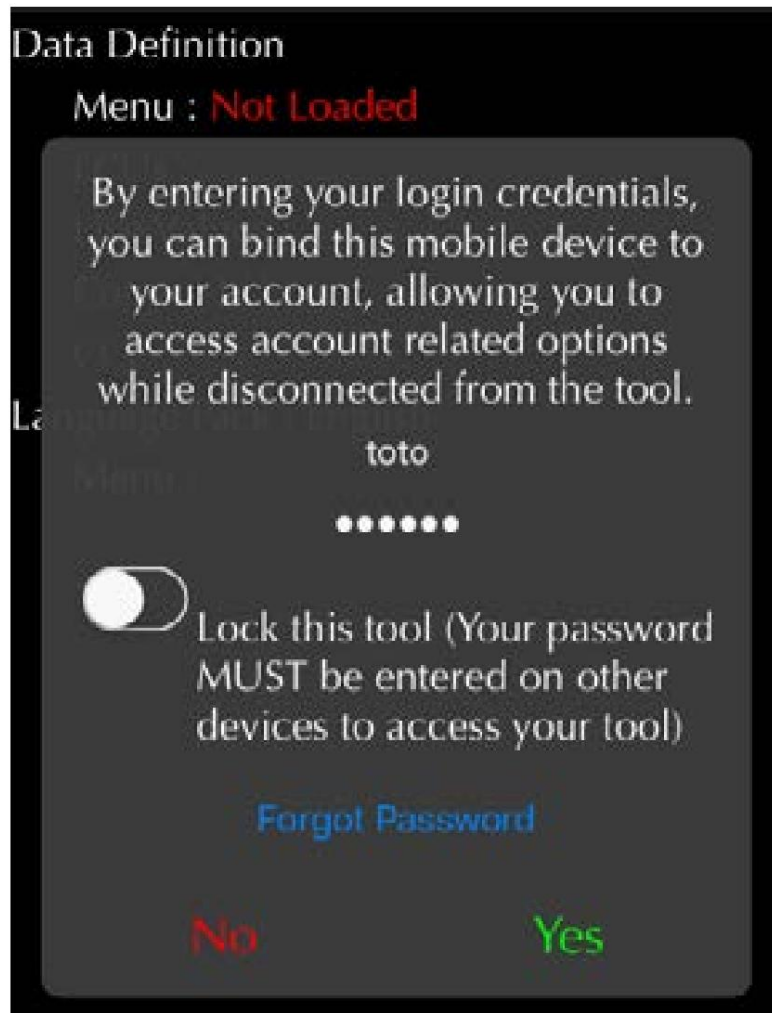 Data Definition
Menu : Not Loaded
By entering your login credentials,
you can bind this mobile device to
your account, allowing you to
access account related options
while disconnected from the tool.
La
Menu
toto
••••••
Lock this tool (Your password
MUST be entered on other
devices to access your tool)
Forgot Password
No
Yes